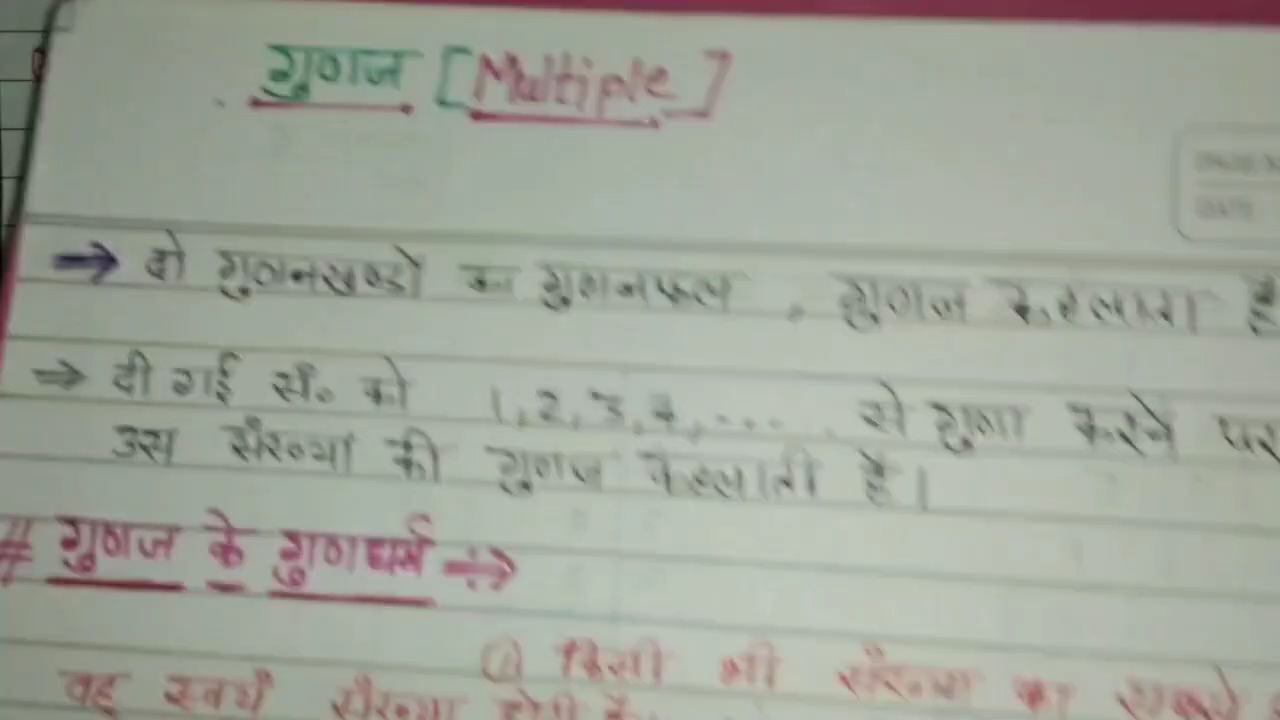 गुणज [Multiple]
DATE
→ दो गुणनखण्डो का गुणनफल, गुणज कहलाता है
⇒ दी गई सं० को 1,2,3,4,... से गुणा करने पर
उस संख्या की गुणज कहलाती है।
# गुणज के गुणधर्म ÷→
① किसी भी संख्या का सबसे
वह स्वयं संख्या होती है